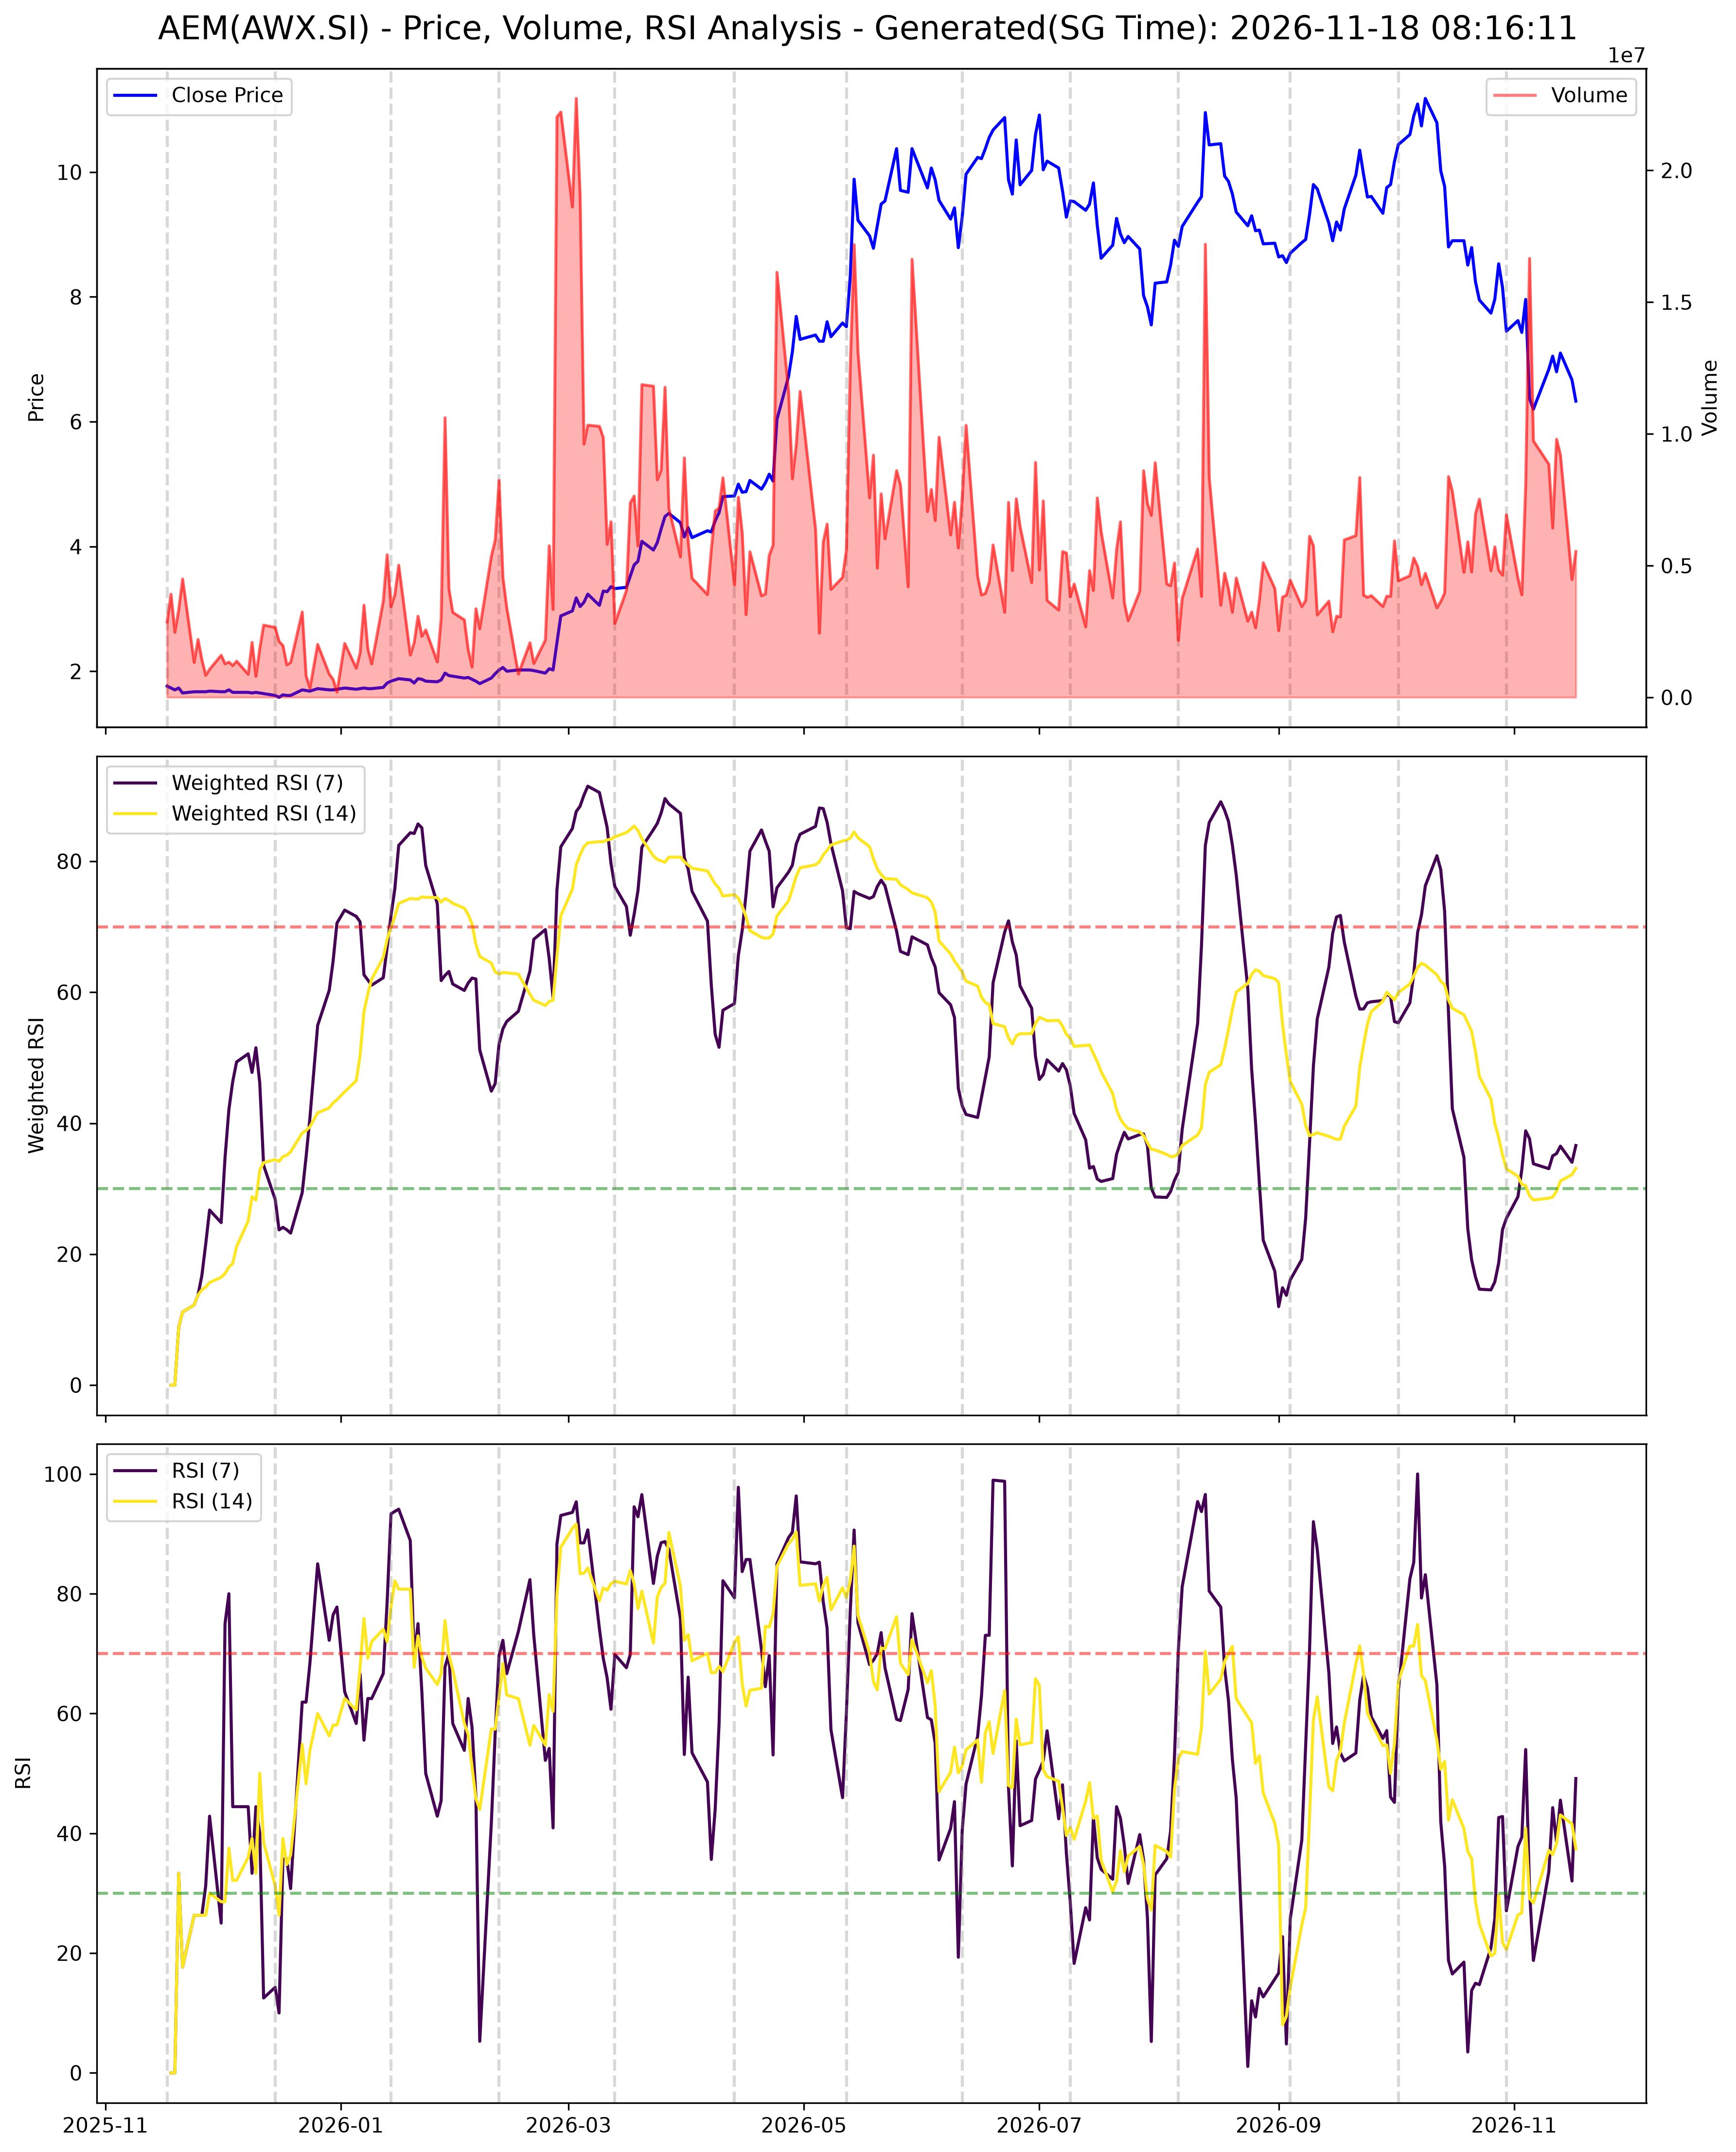 AEM(AWX.SI) - Price, Volume, RSI Analysis - Generated(SG Time): 2026-11-18 08:16:11
1e7
Close Price
Volume
10
8
6
4
2
Price
2.0
1.5
1.0
0.5
0.0
Volume
Weighted RSI (7)
Weighted RSI (14)
80
60
40
20
0
Weighted RSI
RSI (7)
RSI (14)
100
80
60
40
20
0
RSI
2025-11
2026-01
2026-03
2026-05
2026-07
2026-09
2026-11